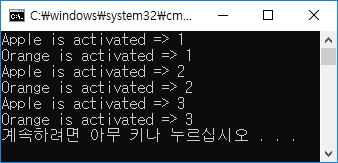 C:₩windows₩system32₩cm...
Apple is activated => 1
Orange is activated => 1
Apple is activated => 2
Orange is activated => 2
Apple is activated => 3
Orange is activated => 3
계속하려면 아무 키나 누르십시오 . . .